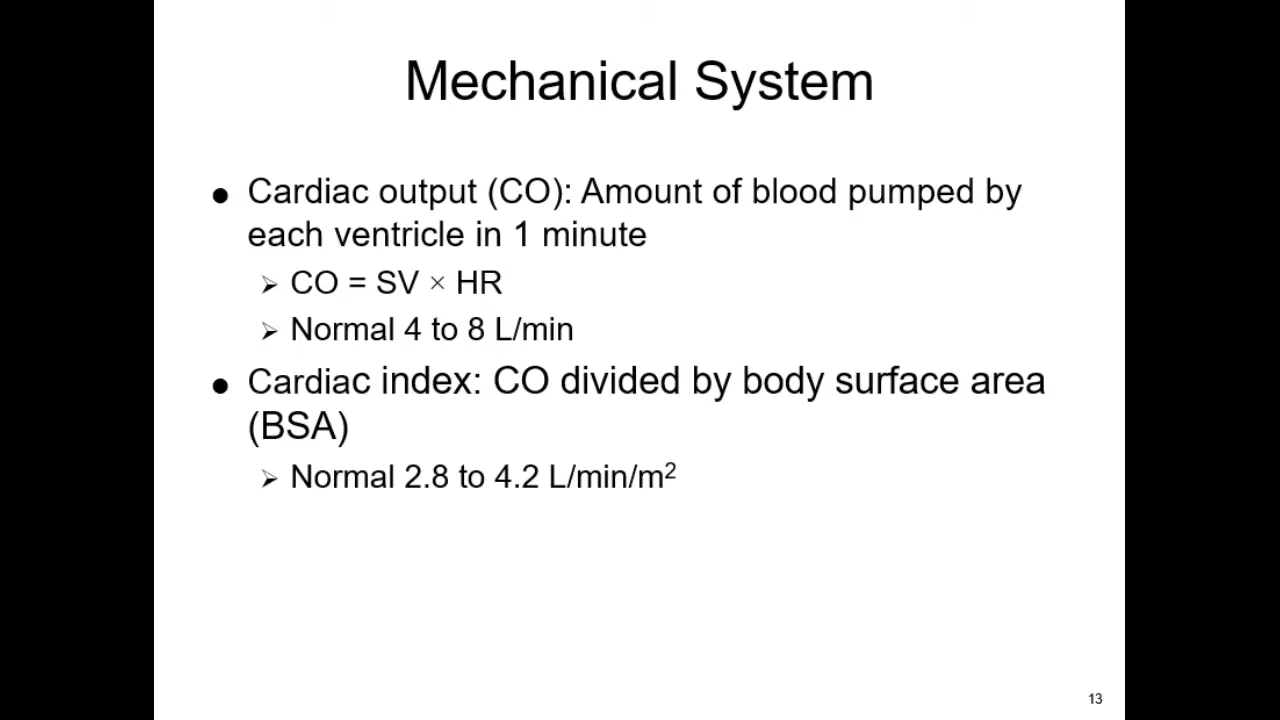 Mechanical System
● Cardiac output (CO): Amount of blood pumped by
each ventricle in 1 minute
➢ CO = SV × HR
➢ Normal 4 to 8 L/min
● Cardiac index: CO divided by body surface area
(BSA)
➢ Normal 2.8 to 4.2 L/min/m²
13